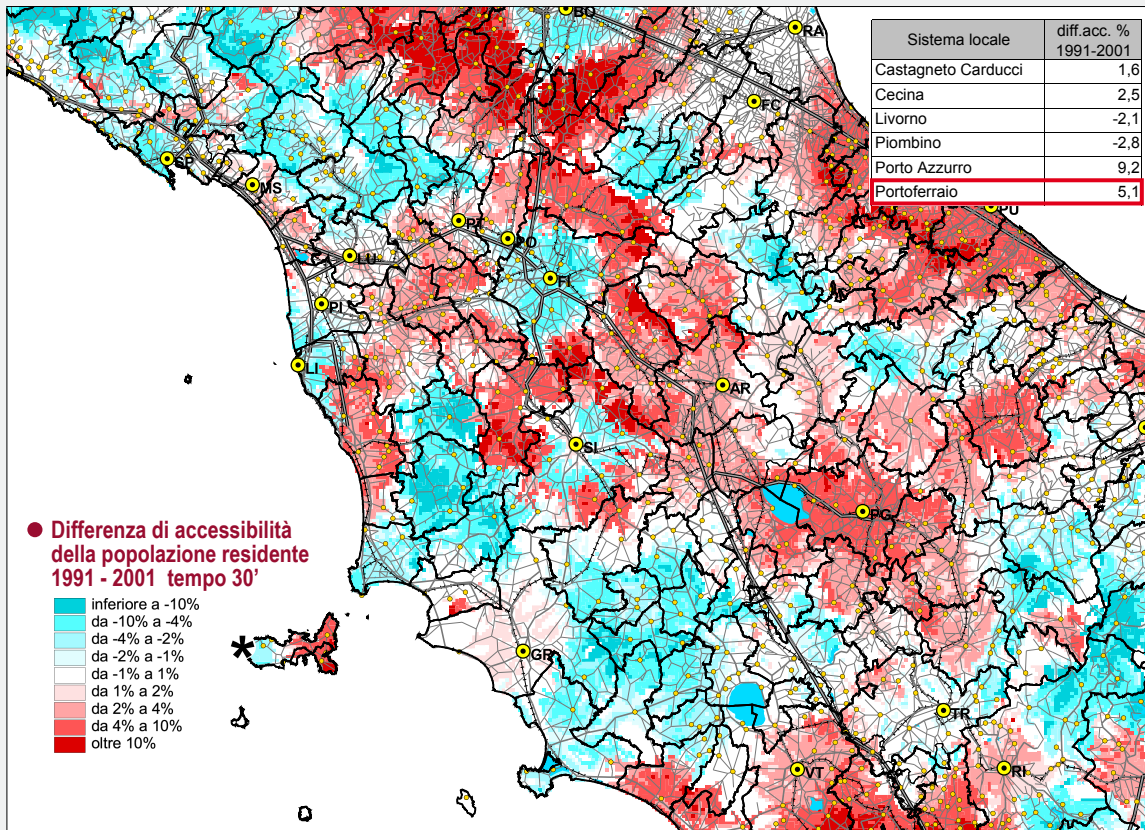 Sistema locale
diff.acc. %
1991-2001
Castagneto Carducci 1,6
Cecina 2,5
Livorno -2,1
Piombino -2,8
Porto Azzurro 9,2
Portoferraio 5,1
BO
RA
FC
SP
MS
PU
PT
PO
LU
FI
PI
LI
AR
SI
PG
Differenza di accessibilità
della popolazione residente
1991 - 2001 tempo 30'
inferiore a -10%
da -10% a -4%
da -4% a -2%
da -2% a -1%
da -1% a 1%
da 1% a 2%
da 2% a 4%
da 4% a 10%
oltre 10%
*
GR
TR
VT
RI